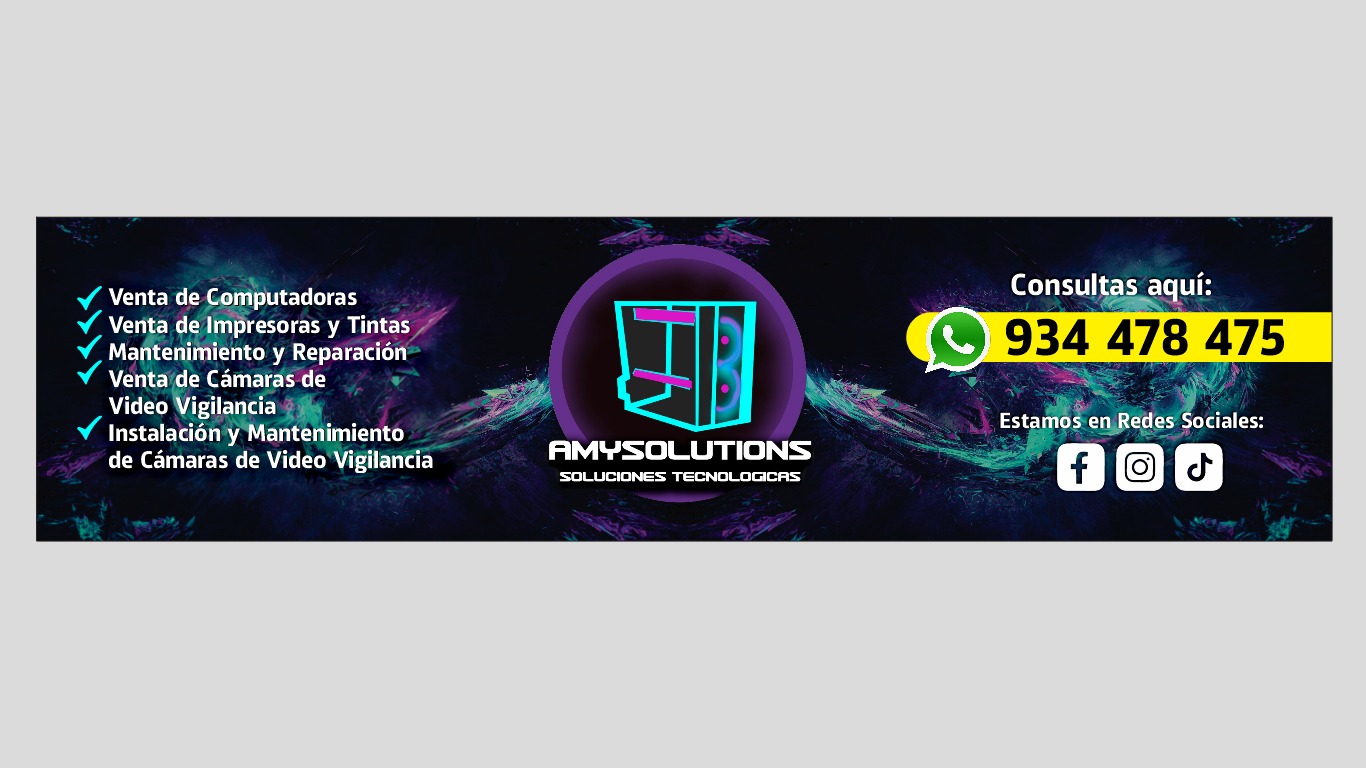 Venta de Computadoras
Venta de Impresoras y Tintas
Mantenimiento y Reparación
Venta de Cámaras de
Video Vigilancia
Instalación y Mantenimiento
de Cámaras de Video Vigilancia
AMYSOLUTIONS
SOLUCIONES TECNOLOGICAS
Consultas aquí:
934 478 475
Estamos en Redes Sociales: